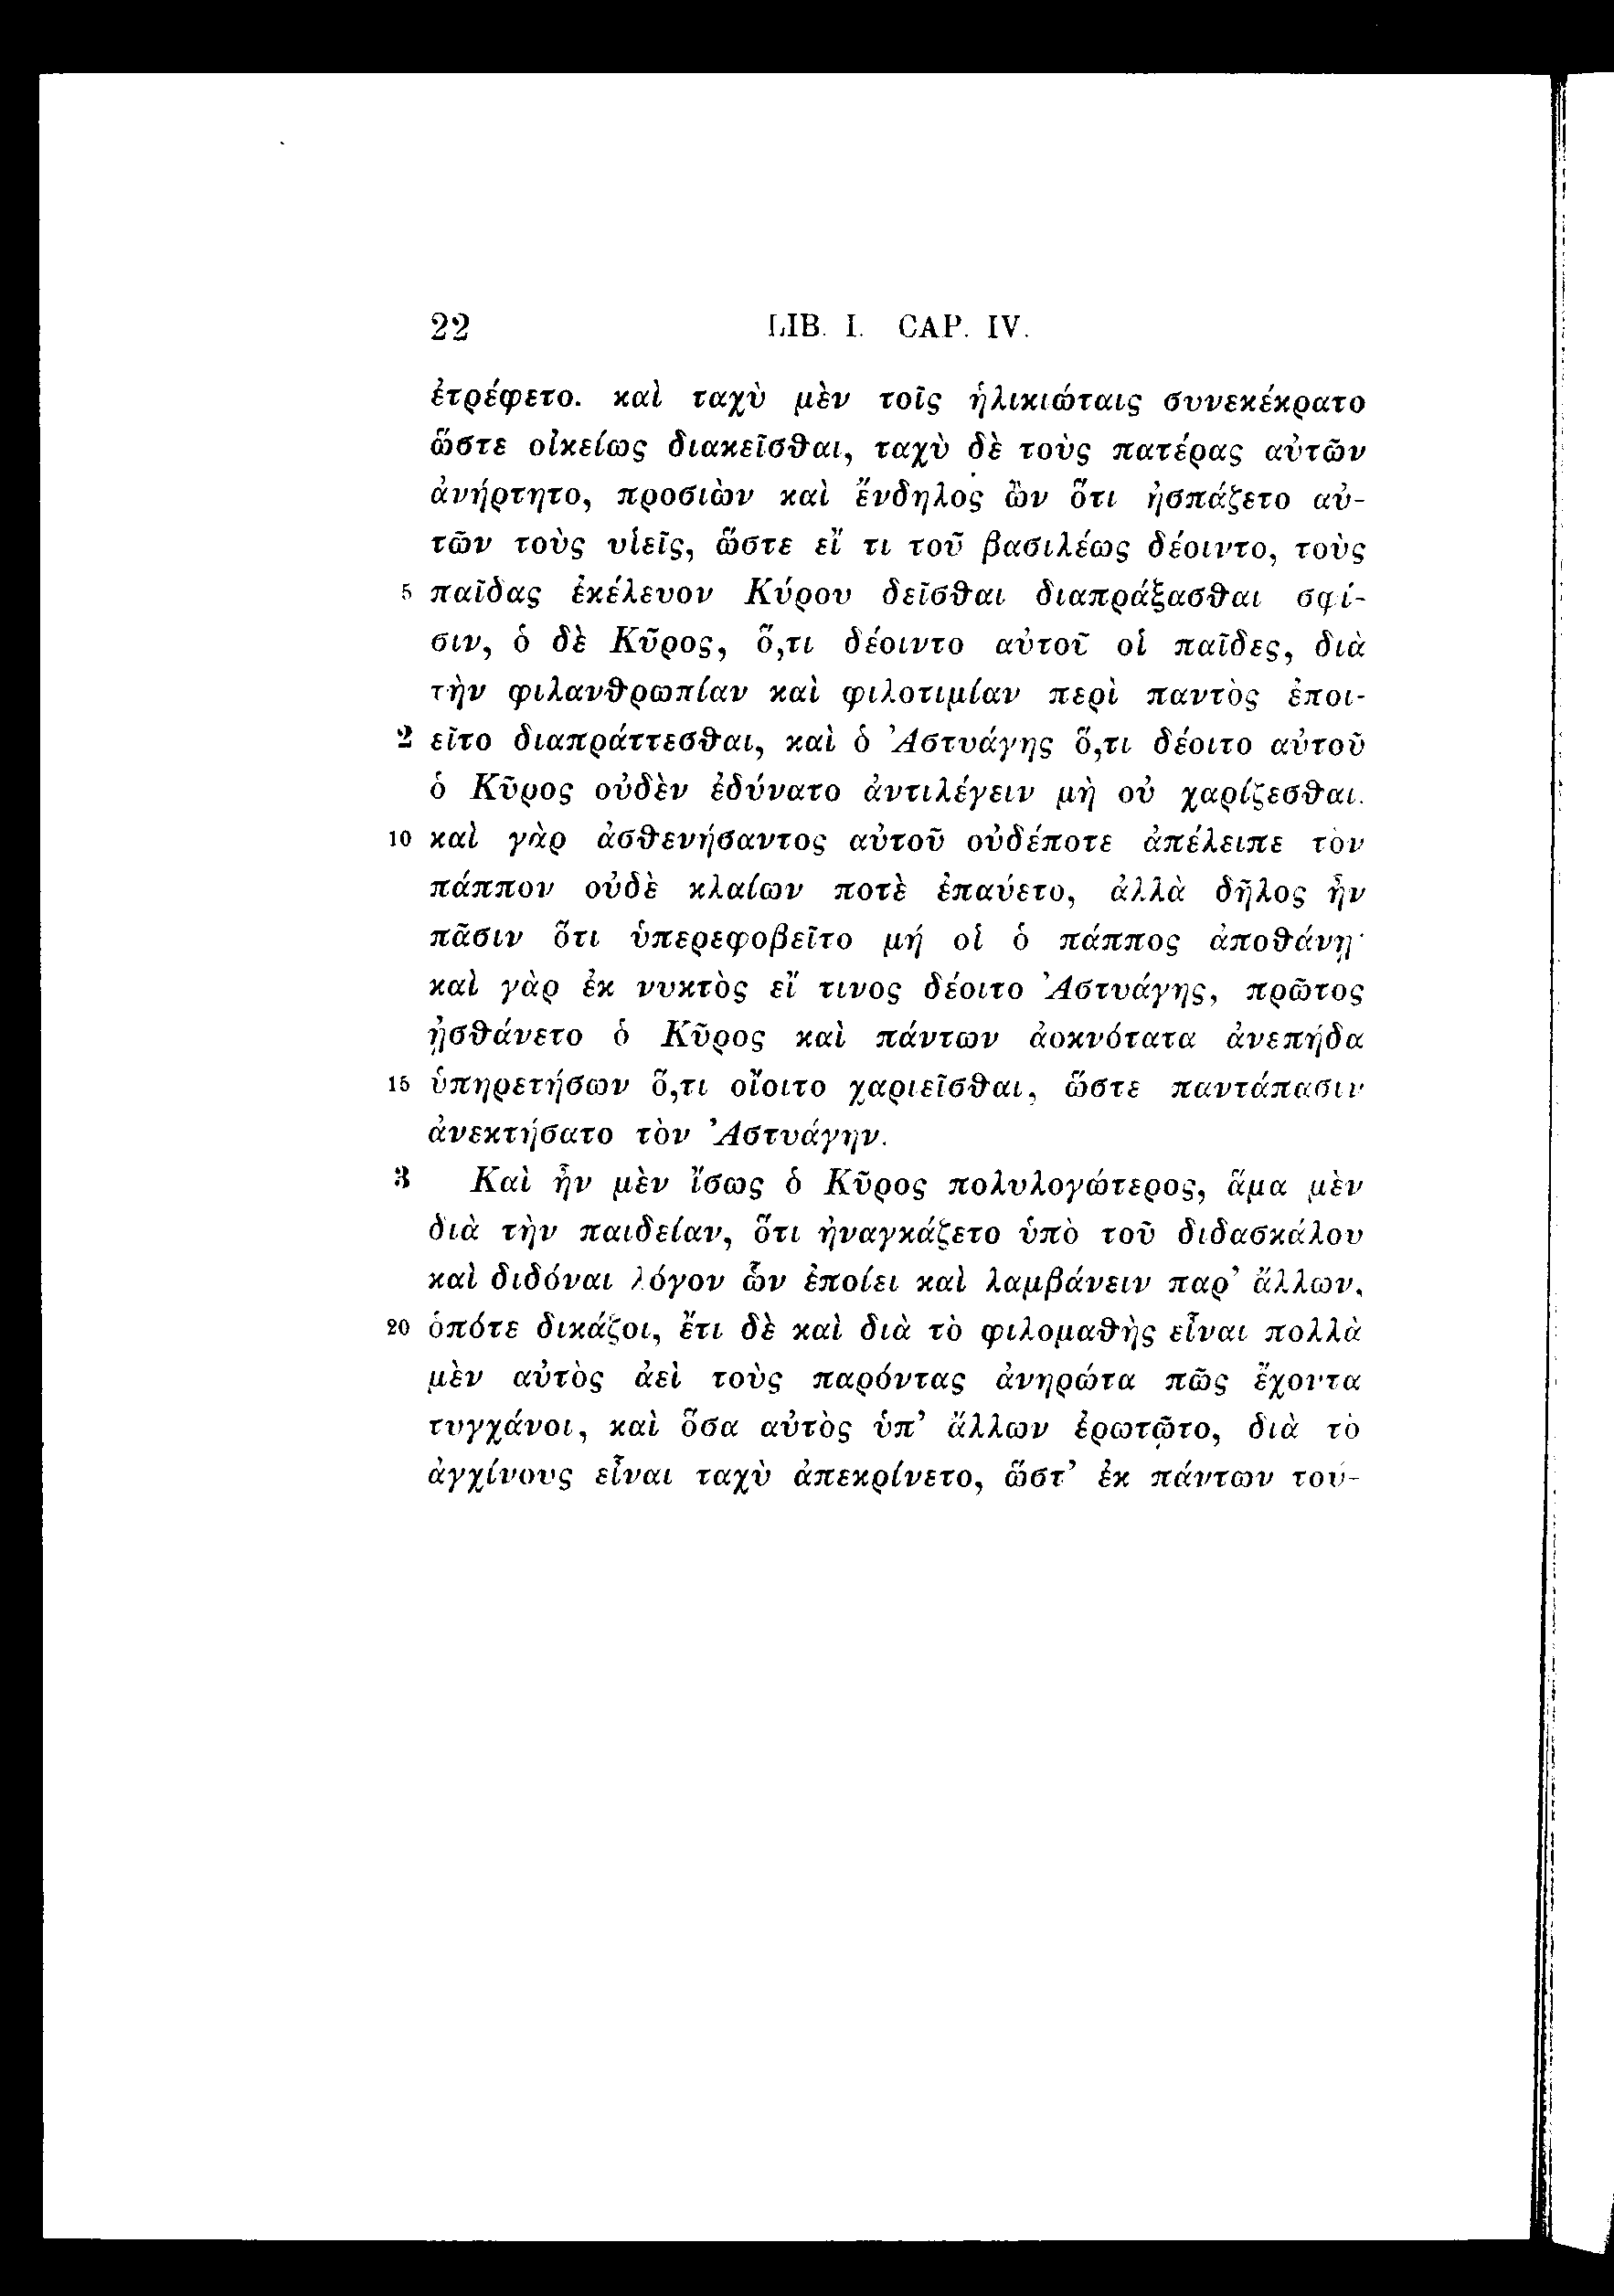 22 LIB. I. CAP. IV.
ἐτρέφετο. καὶ ταχὺ μὲν τοῖς ἡλικιώταις συνεκέκρατο
ὥστε οἰκείως διακεῖσθαι, ταχὺ δὲ τοὺς πατέρας αὐτῶν
ἀνήρτητο, προσιὼν καὶ ἔνδηλος ὢν ὅτι ἠσπάζετο αὐ-
τῶν τοὺς υἱεῖς, ὥστε εἴ τι τοῦ βασιλέως δέοιντο, τοὺς
5 παῖδας ἐκέλευον Κύρου δεῖσθαι διαπράξασθαι σφί-
σιν, ὁ δὲ Κῦρος, ὅ,τι δέοιντο αὐτοῦ οἱ παῖδες, διὰ
τὴν φιλανθρωπίαν καὶ φιλοτιμίαν περὶ παντὸς ἐποι-
2 εῖτο διαπράττεσθαι, καὶ ὁ Ἀστυάγης ὅ,τι δέοιτο αὐτοῦ
ὁ Κῦρος οὐδὲν ἐδύνατο ἀντιλέγειν μὴ οὐ χαρίζεσθαι.
10 καὶ γὰρ ἀσθενήσαντος αὐτοῦ οὐδέποτε ἀπέλειπε τὸν
πάππον οὐδὲ κλαίων ποτὲ ἐπαύετο, ἀλλὰ δῆλος ἦν
πᾶσιν ὅτι ὑπερεφοβεῖτο μή οἱ ὁ πάππος ἀποθάνῃ·
καὶ γὰρ ἐκ νυκτὸς εἴ τινος δέοιτο Ἀστυάγης, πρῶτος
ᾐσθάνετο ὁ Κῦρος καὶ πάντων ἀοκνότατα ἀνεπήδα
15 ὑπηρετήσων ὅ,τι οἴοιτο χαριεῖσθαι, ὥστε παντάπασιν
ἀνεκτήσατο τὸν Ἀστυάγην.
3 Καὶ ἦν μὲν ἴσως ὁ Κῦρος πολυλογώτερος, ἅμα μὲν
διὰ τὴν παιδείαν, ὅτι ἠναγκάζετο ὑπὸ τοῦ διδασκάλου
καὶ διδόναι λόγον ὧν ἐποίει καὶ λαμβάνειν παρ’ ἄλλων,
20 ὁπότε δικάζοι, ἔτι δὲ καὶ διὰ τὸ φιλομαθὴς εἶναι πολλὰ
μὲν αὐτὸς ἀεὶ τοὺς παρόντας ἀνηρώτα πῶς ἔχοντα
τυγχάνοι, καὶ ὅσα αὐτὸς ὑπ’ ἄλλων ἐρωτῷτο, διὰ τὸ
ἀγχίνους εἶναι ταχὺ ἀπεκρίνετο, ὥστ’ ἐκ πάντων τού-